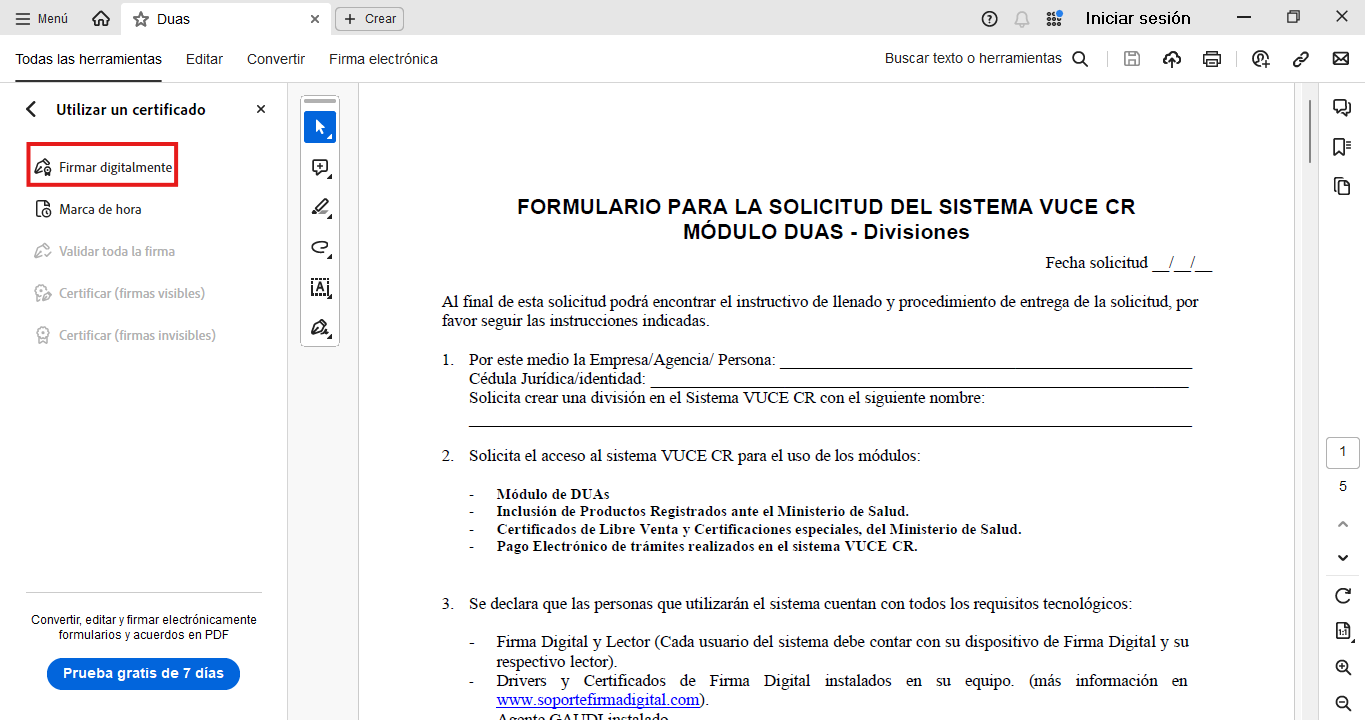 Menú
Duas
Crear
Iniciar sesión
Todas las herramientas
Editar
Convertir
Firma electrónica
Buscar texto o herramientas
Utilizar un certificado
Firmar digitalmente
Marca de hora
Validar toda la firma
Certificar (firmas visibles)
Certificar (firmas invisibles)
Convertir, editar y firmar electrónicamente
formularios y acuerdos en PDF
Prueba gratis de 7 días
FORMULARIO PARA LA SOLICITUD DEL SISTEMA VUCE CR
MÓDULO DUAS - Divisiones
Fecha solicitud __/__/__
Al final de esta solicitud podrá encontrar el instructivo de llenado y procedimiento de entrega de la solicitud, por
favor seguir las instrucciones indicadas.
1. Por este medio la Empresa/Agencia/ Persona: ____________________
Cédula Jurídica/identidad: ____________________
Solicita crear una división en el Sistema VUCE CR con el siguiente nombre:
____________________
2. Solicita el acceso al sistema VUCE CR para el uso de los módulos:
- Módulo de DUAs
- Inclusión de Productos Registrados ante el Ministerio de Salud.
- Certificados de Libre Venta y Certificaciones especiales, del Ministerio de Salud.
- Pago Electrónico de trámites realizados en el sistema VUCE CR.
3. Se declara que las personas que utilizarán el sistema cuentan con todos los requisitos tecnológicos:
- Firma Digital y Lector (Cada usuario del sistema debe contar con su dispositivo de Firma Digital y su
respectivo lector).
- Drivers y Certificados de Firma Digital instalados en su equipo. (más información en
www.soportefirmadigital.com).
Agente GAUDI instalado
1
5